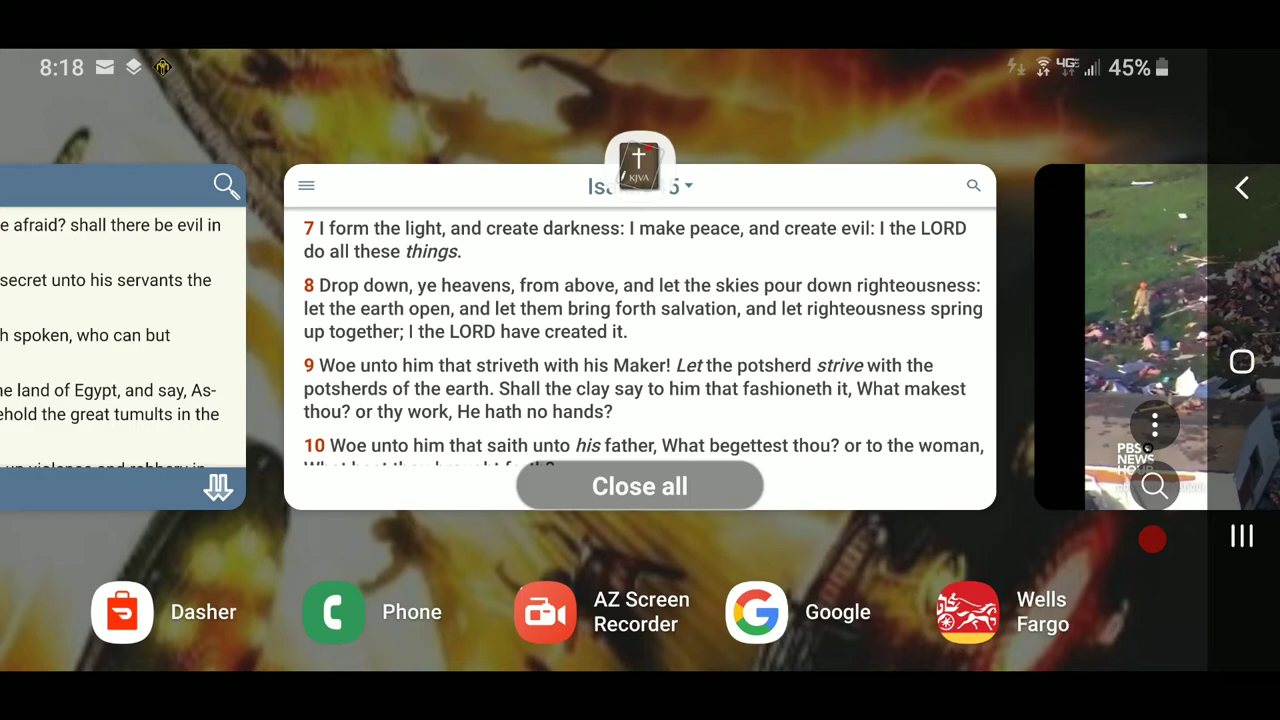 8:18
4GE 45%
e afraid? shall there be evil in
secret unto his servants the
h spoken, who can but
ne land of Egypt, and say, As-
ehold the great tumults in the
KJVA
7 I form the light, and create darkness: I make peace, and create evil: I the LORD
do all these things.
8 Drop down, ye heavens, from above, and let the skies pour down righteousness:
let the earth open, and let them bring forth salvation, and let righteousness spring
up together; I the LORD have created it.
9 Woe unto him that striveth with his Maker! Let the potsherd strive with the
potsherds of the earth. Shall the clay say to him that fashioneth it, What makest
thou? or thy work, He hath no hands?
10 Woe unto him that saith unto his father, What begettest thou? or to the woman,
Close all
PBS
NEWS
HOUR
Dasher
Phone
AZ Screen
Recorder
Google
Wells
Fargo